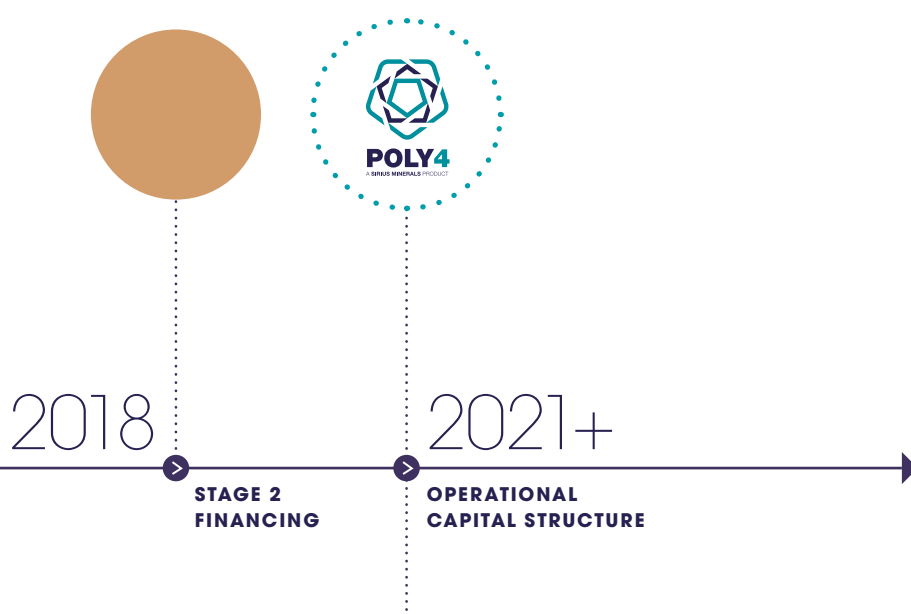 POLY4
A SIRIUS MINERALS PRODUCT
2018
2021+
STAGE 2
FINANCING
OPERATIONAL
CAPITAL STRUCTURE